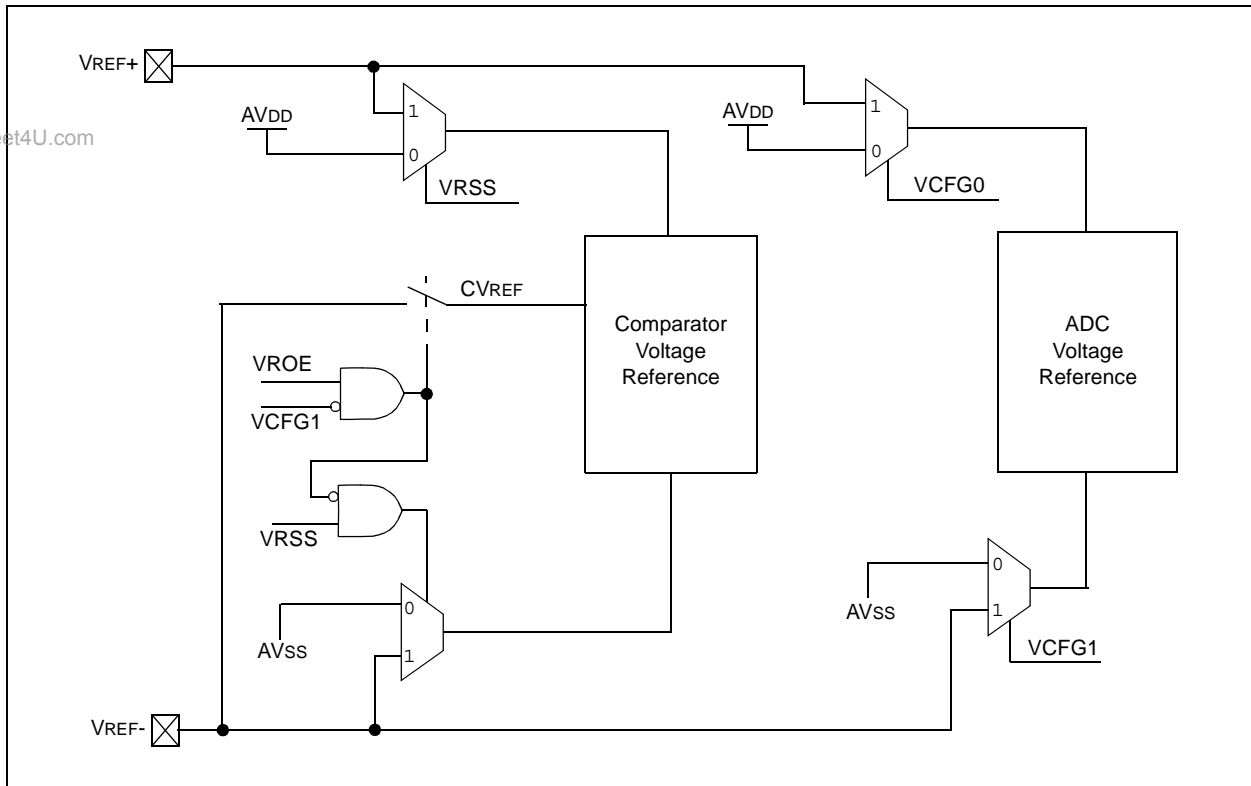 VREF+
AVDD
1
0
VRSS
AVDD
1
0
VCFG0
et4U.com
CVREF
Comparator
Voltage
Reference
ADC
Voltage
Reference
VROE
VCFG1
VRSS
0
1
AVSS
0
1
AVSS
VCFG1
VREF-